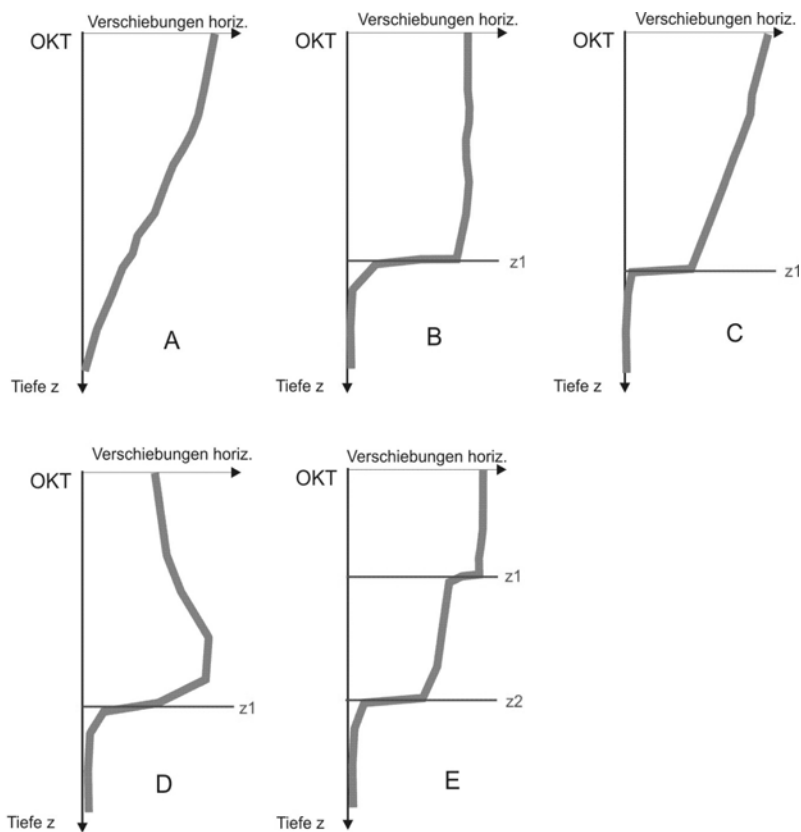 Verschiebungen horiz.
OKT
A
Tiefe z
Verschiebungen horiz.
OKT
z1
B
Tiefe z
Verschiebungen horiz.
OKT
z1
C
Tiefe z
Verschiebungen horiz.
OKT
z1
D
Tiefe z
Verschiebungen horiz.
OKT
z1
z2
E
Tiefe z